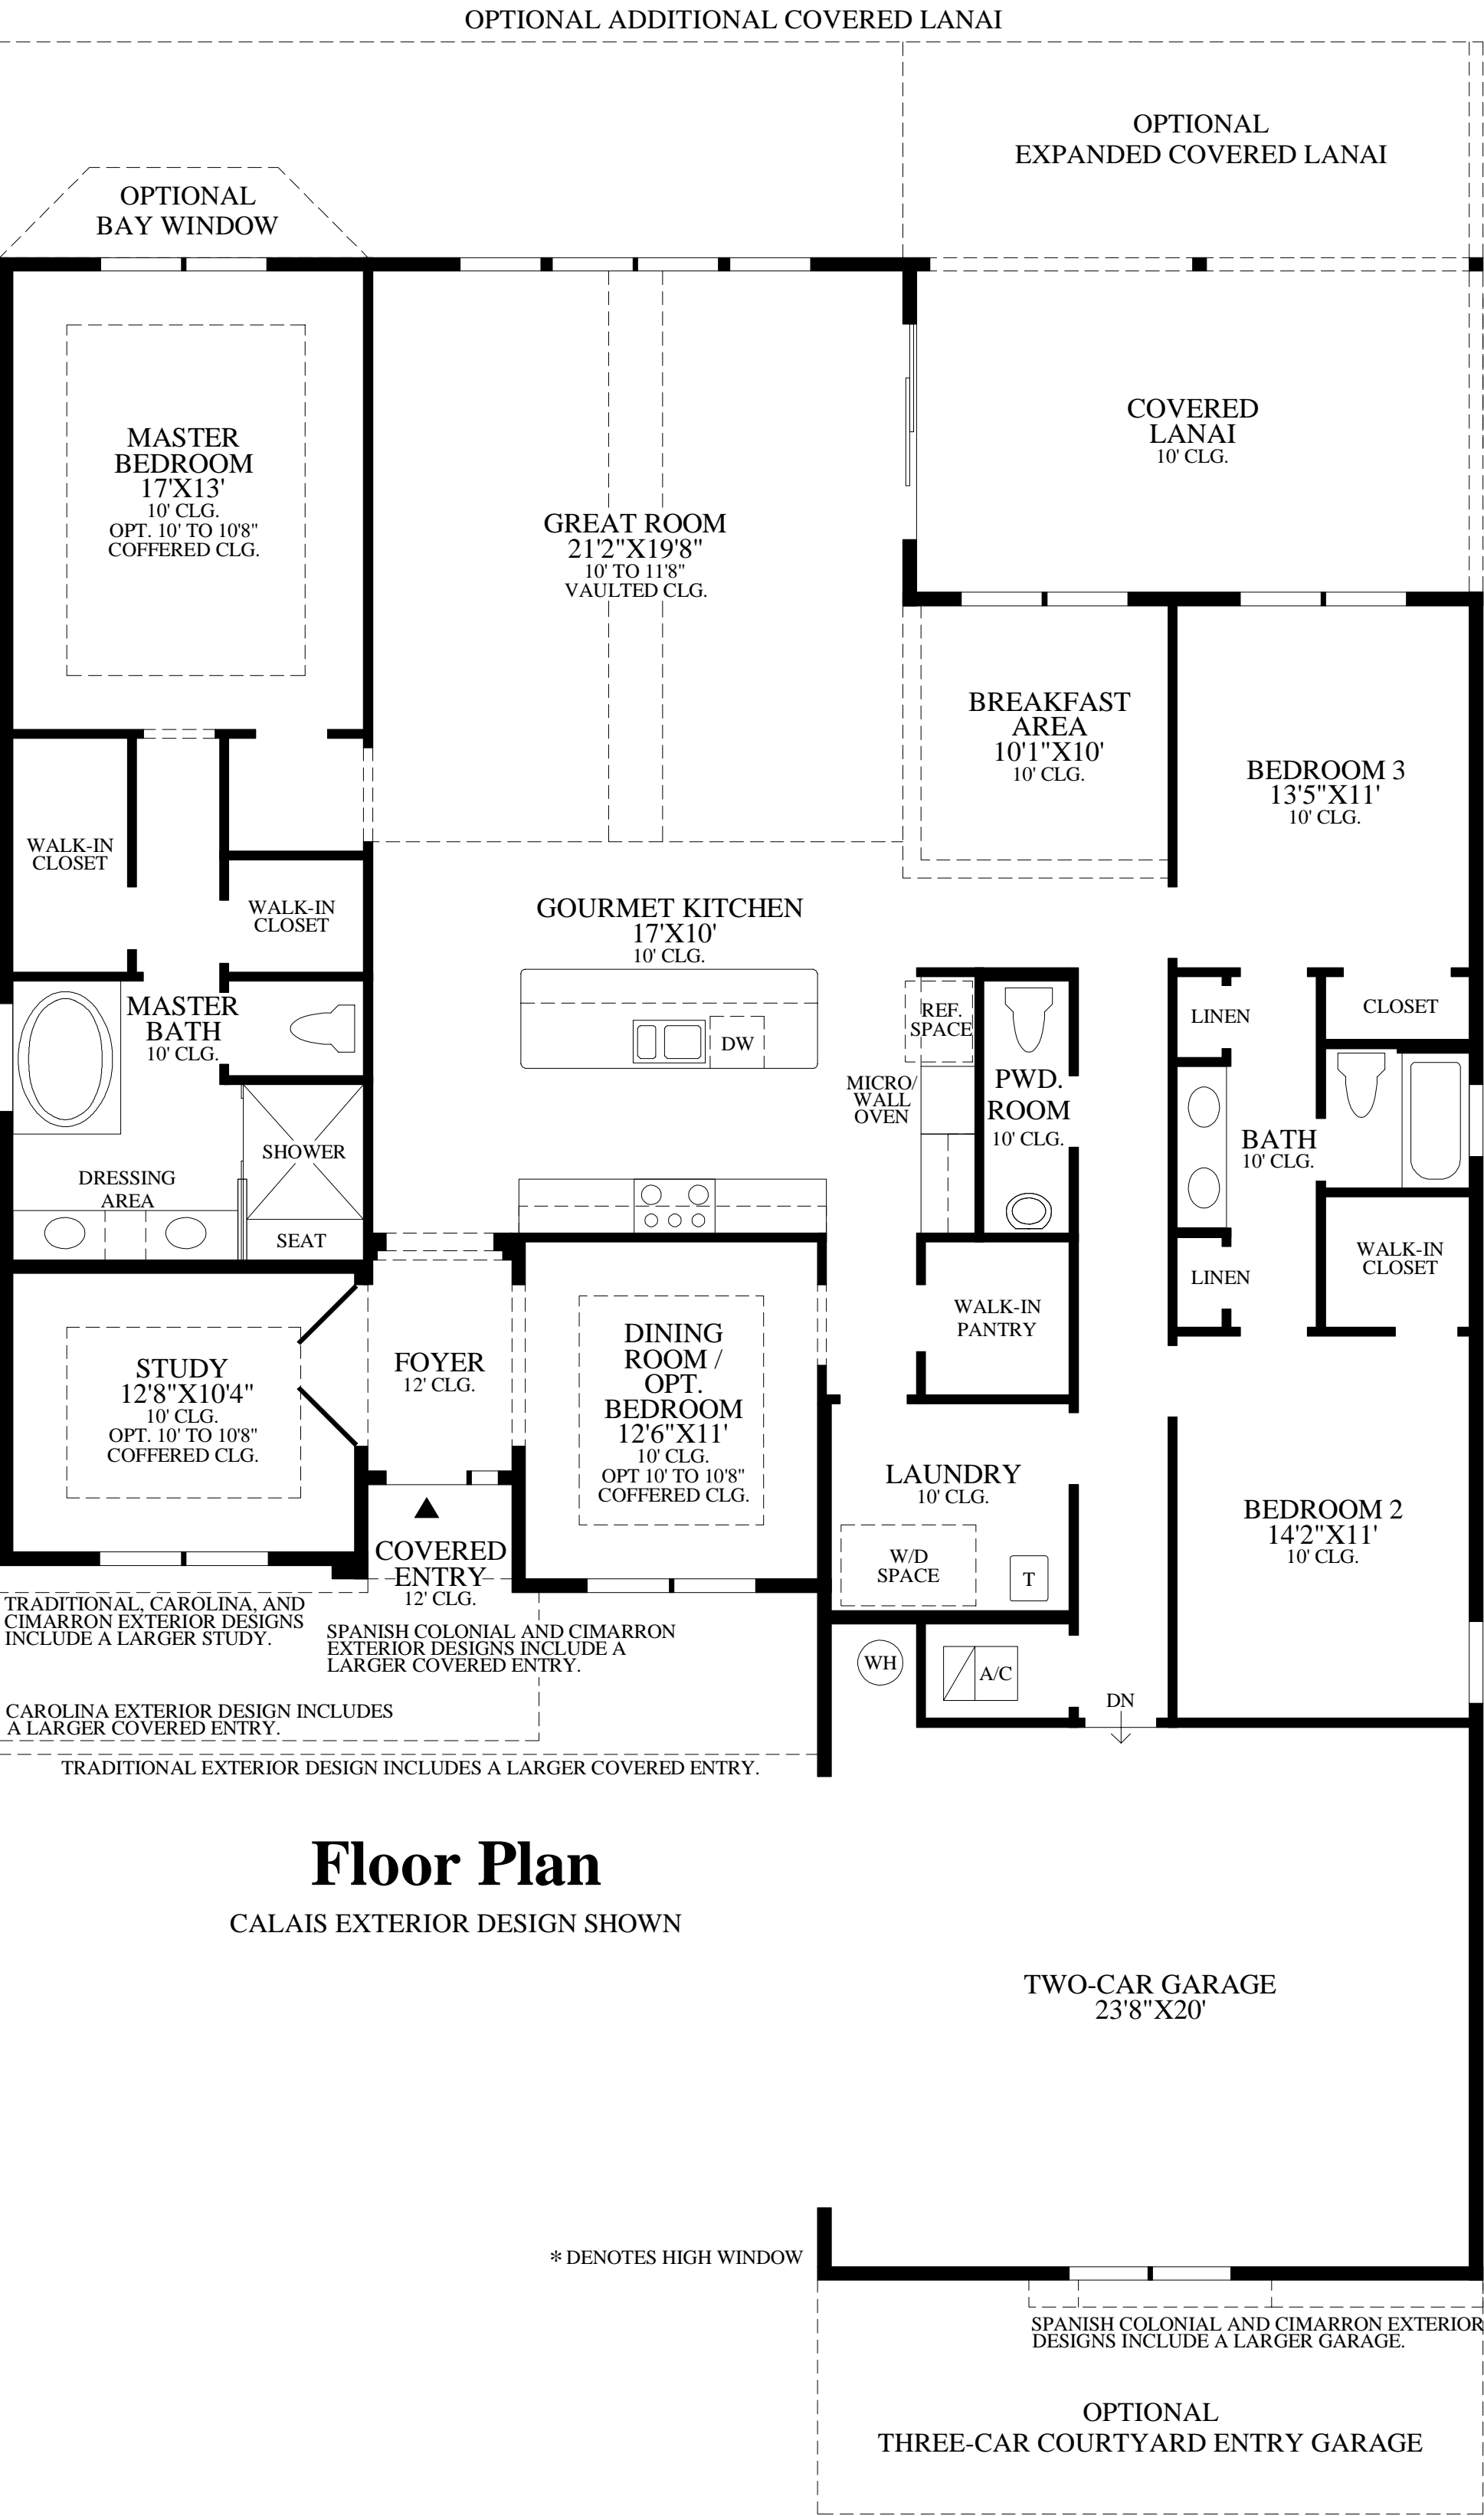 OPTIONAL ADDITIONAL COVERED LANAI
OPTIONAL
EXPANDED COVERED LANAI
OPTIONAL
BAY WINDOW
MASTER
BEDROOM
17'X13'
10' CLG.
OPT. 10' TO 10'8"
COFFERED CLG.
GREAT ROOM
21'2"X19'8"
10' TO 11'8"
VAULTED CLG.
COVERED
LANAI
10' CLG.
BREAKFAST
AREA
10'1"X10'
10' CLG.
BEDROOM 3
13'5"X11'
10' CLG.
WALK-IN
CLOSET
WALK-IN
CLOSET
GOURMET KITCHEN
17'X10'
10' CLG.
MASTER
BATH
10' CLG.
DW
REF.
SPACE
MICRO/
WALL
OVEN
PWD.
ROOM
10' CLG.
LINEN
CLOSET
BATH
10' CLG.
SHOWER
DRESSING
AREA
SEAT
LINEN
WALK-IN
CLOSET
WALK-IN
PANTRY
STUDY
12'8"X10'4"
10' CLG.
OPT. 10' TO 10'8"
COFFERED CLG.
FOYER
12' CLG.
DINING
ROOM /
OPT.
BEDROOM
12'6"X11'
10' CLG.
OPT 10' TO 10'8"
COFFERED CLG.
LAUNDRY
10' CLG.
W/D
SPACE
T
BEDROOM 2
14'2"X11'
10' CLG.
COVERED
ENTRY
12' CLG.
TRADITIONAL, CAROLINA, AND
CIMARRON EXTERIOR DESIGNS
INCLUDE A LARGER STUDY.
SPANISH COLONIAL AND CIMARRON
EXTERIOR DESIGNS INCLUDE A
LARGER COVERED ENTRY.
WH
A/C
DN
CAROLINA EXTERIOR DESIGN INCLUDES
A LARGER COVERED ENTRY.
TRADITIONAL EXTERIOR DESIGN INCLUDES A LARGER COVERED ENTRY.
Floor Plan
CALAIS EXTERIOR DESIGN SHOWN
TWO-CAR GARAGE
23'8"X20'
* DENOTES HIGH WINDOW
SPANISH COLONIAL AND CIMARRON EXTERIOR
DESIGNS INCLUDE A LARGER GARAGE.
OPTIONAL
THREE-CAR COURTYARD ENTRY GARAGE